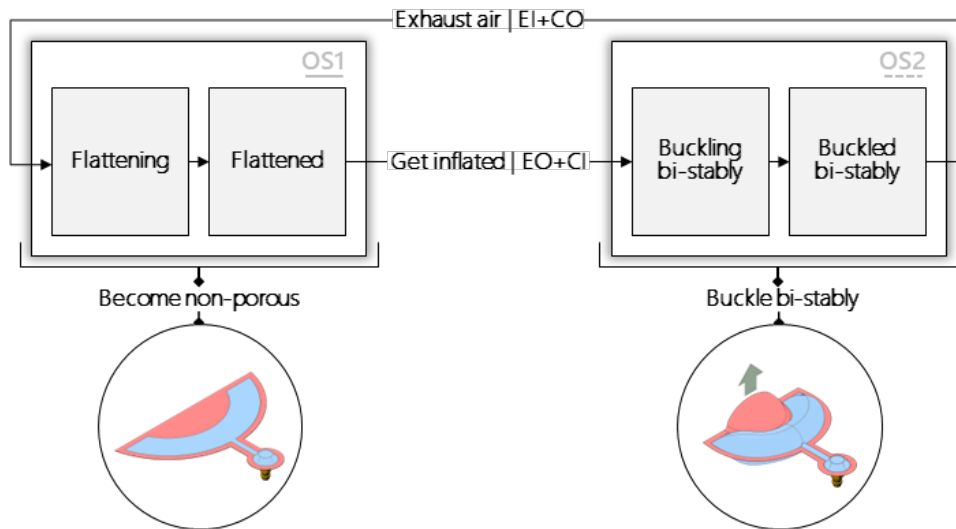 Exhaust air | EI+CO
OS1
OS2
Flattening
Flattened
Get inflated | EO+CI
Buckling
bi-stably
Buckled
bi-stably
Become non-porous
Buckle bi-stably